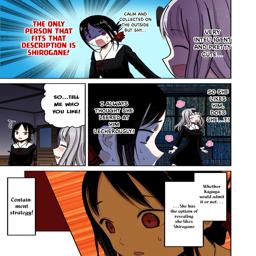 VERY
INTELLIGENT
AND PRETTY
CUTE...
CALM AND
COLLECTED ON
THE OUTSIDE
BUT SHY...
THE ONLY
PERSON THAT
FITS THAT
DESCRIPTION IS
SHIROGANE!
SO SHE
LIKES
HIM,
DOES
SHE...?!
I ALWAYS
THOUGHT SHE
LEERED AT
HIM
LECHEROUSLY!
SO...TELL
ME WHO
YOU LIKE!
Whether
Kaguya
would admit
it or not...
...She has the
option of
revealing
she likes
Shirogane
Contain
ment
strategy!